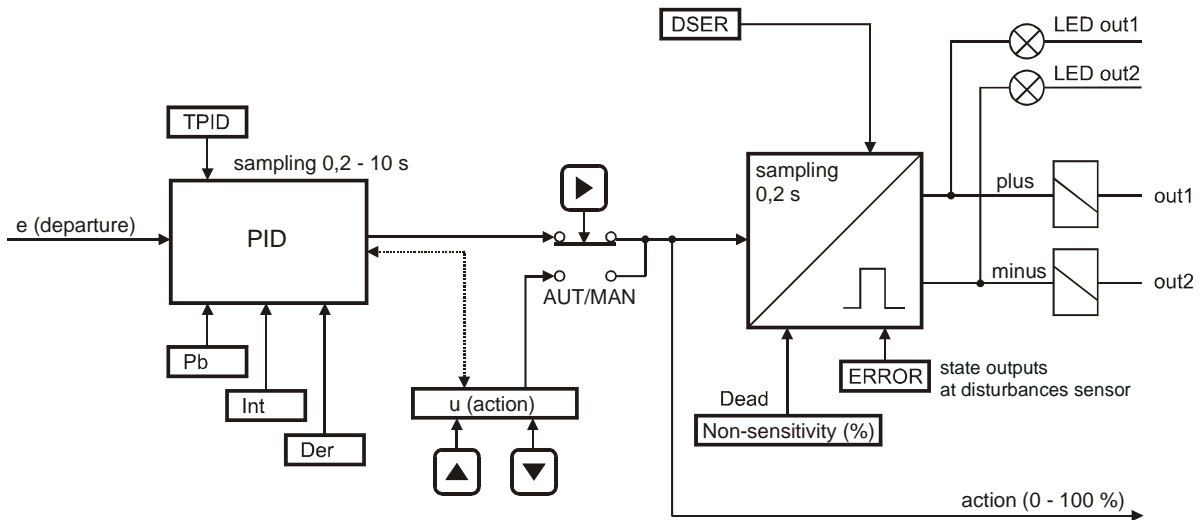 DSER
LED out1
LED out2
TPID
sampling 0,2 - 10 s
sampling
0,2 s
plus
out1
e (departure)
PID
minus
out2
AUT/MAN
Pb
ERROR
state outputs
at disturbances sensor
Int
u (action)
Dead
Non-sensitivity (%)
Der
action (0 - 100 %)